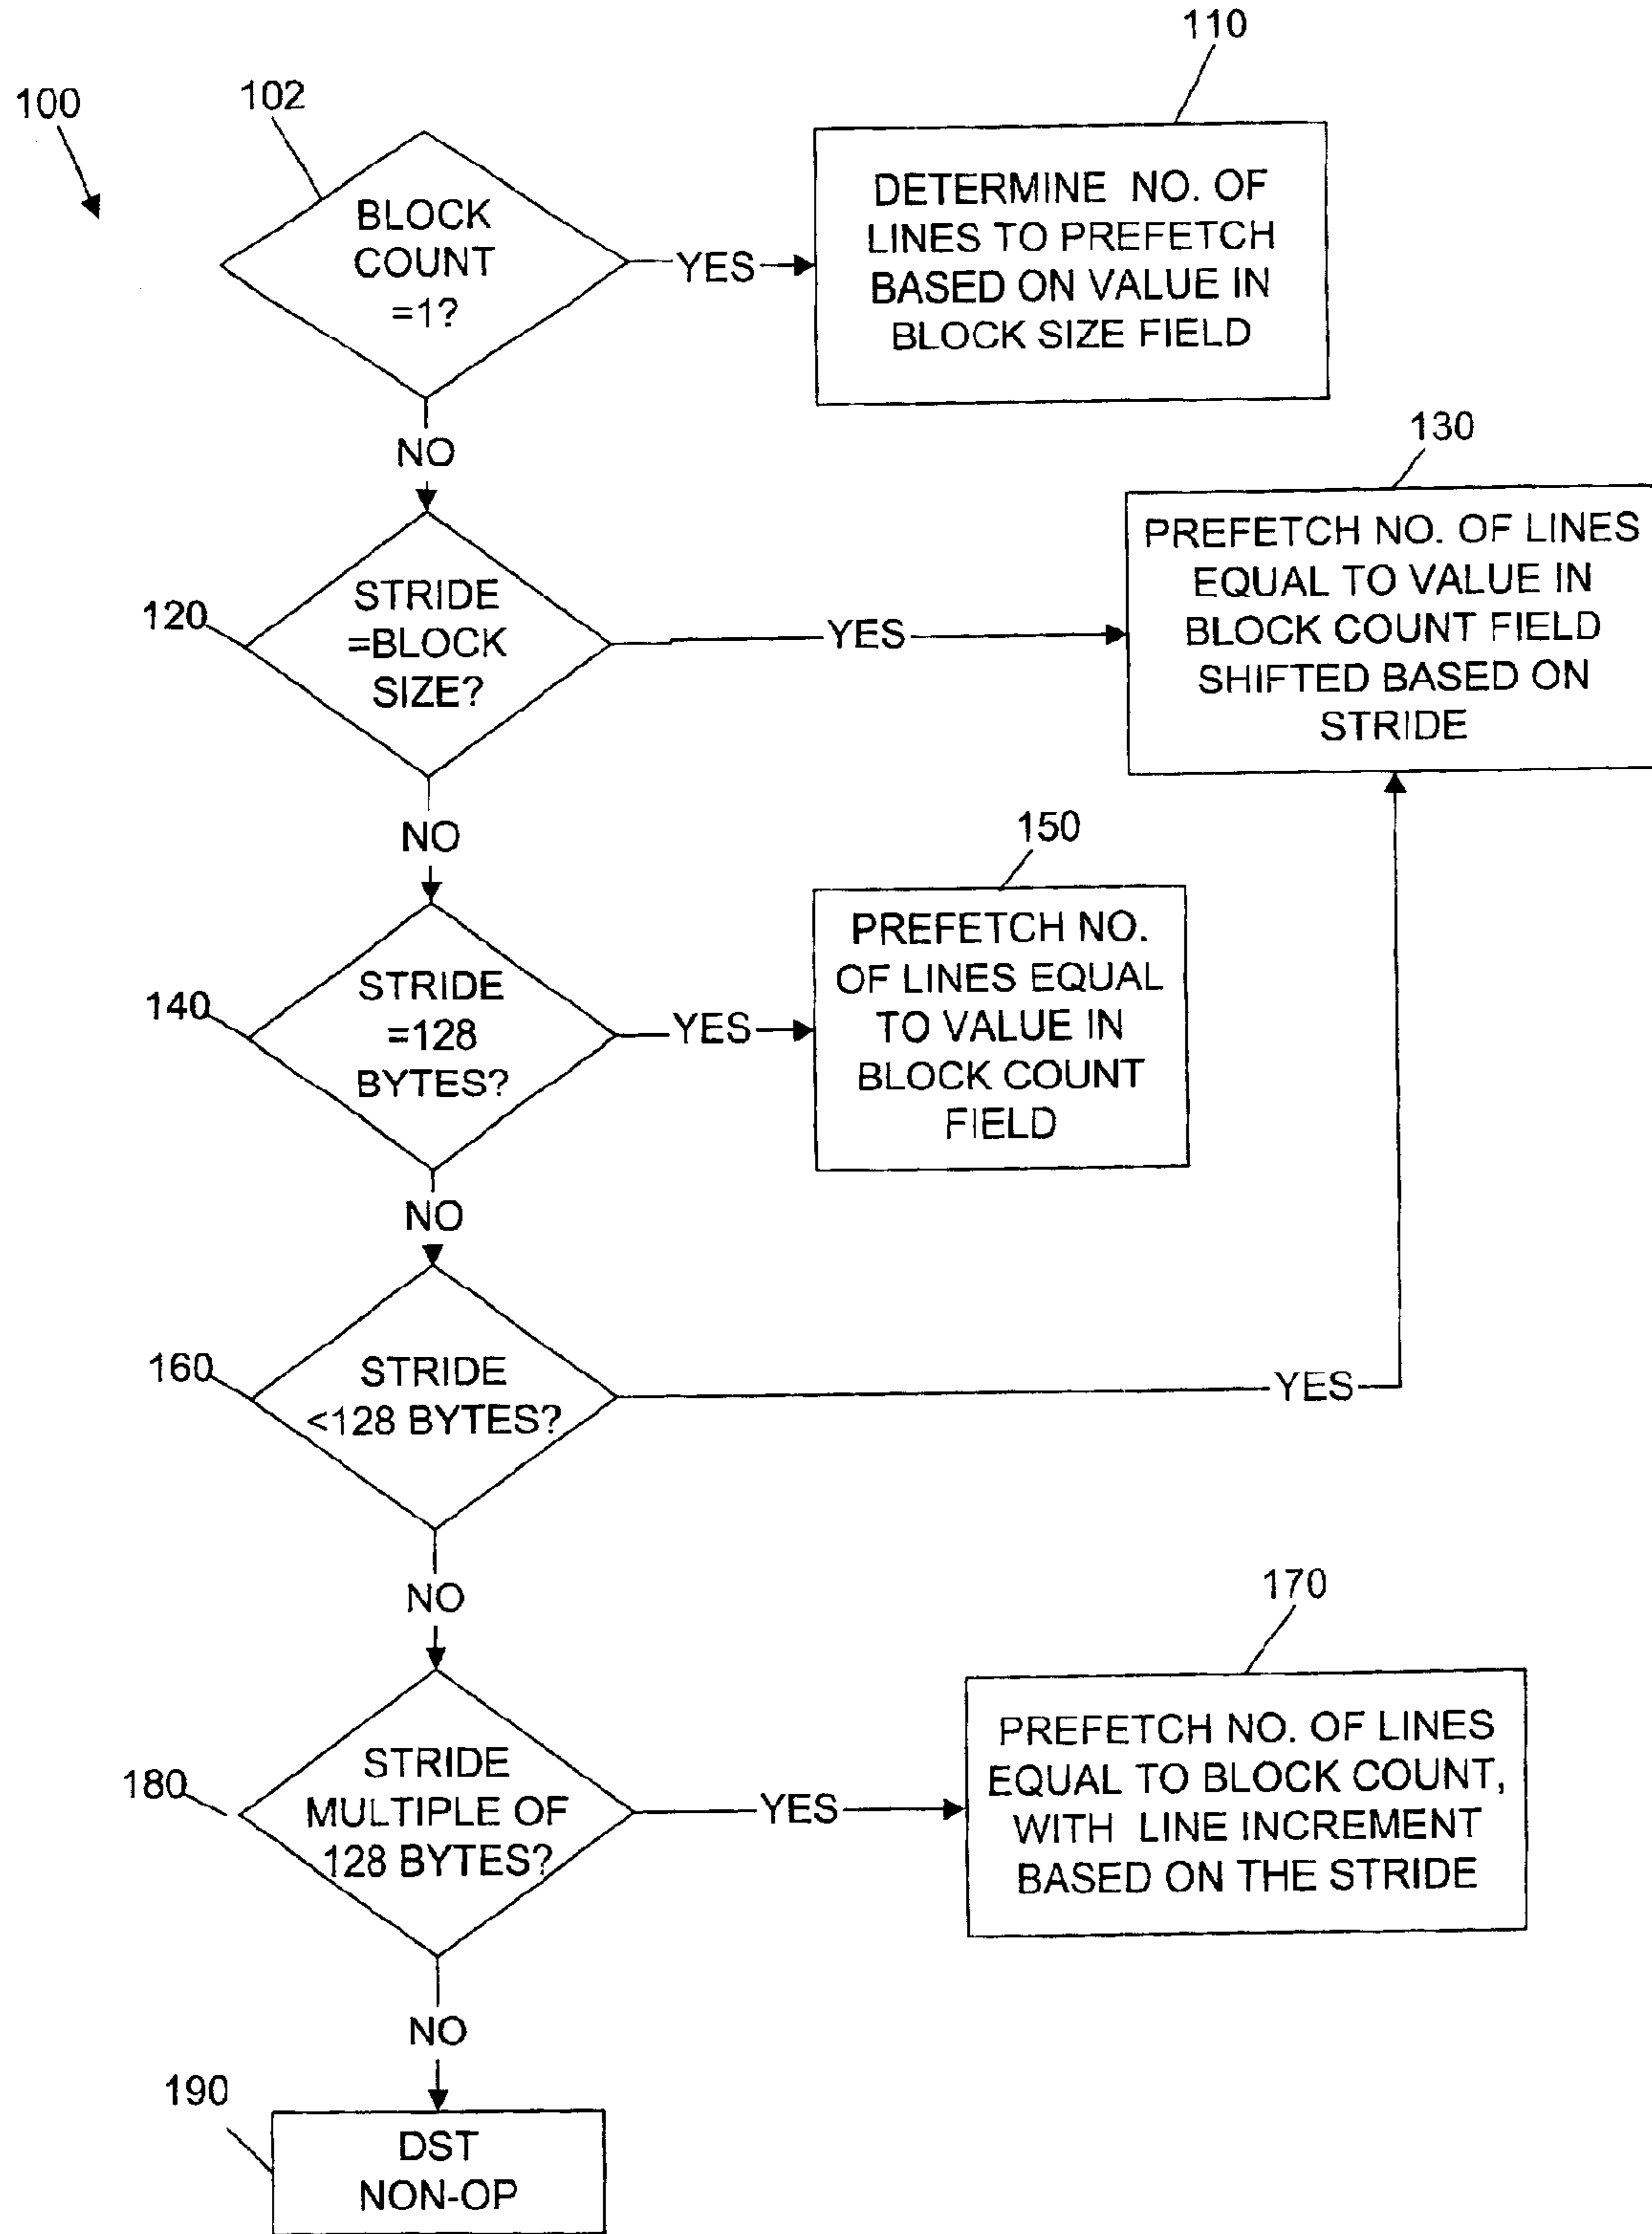 110
100
102
BLOCK
COUNT
=1?
YES
DETERMINE NO. OF
LINES TO PREFETCH
BASED ON VALUE IN
BLOCK SIZE FIELD
NO
130
120
STRIDE
=BLOCK
SIZE?
YES
PREFETCH NO. OF LINES
EQUAL TO VALUE IN
BLOCK COUNT FIELD
SHIFTED BASED ON
STRIDE
NO
150
140
STRIDE
=128
BYTES?
YES
PREFETCH NO.
OF LINES EQUAL
TO VALUE IN
BLOCK COUNT
FIELD
NO
160
STRIDE
<128 BYTES?
YES
NO
170
180
STRIDE
MULTIPLE OF
128 BYTES?
YES
PREFETCH NO. OF LINES
EQUAL TO BLOCK COUNT,
WITH LINE INCREMENT
BASED ON THE STRIDE
NO
190
DST
NON-OP